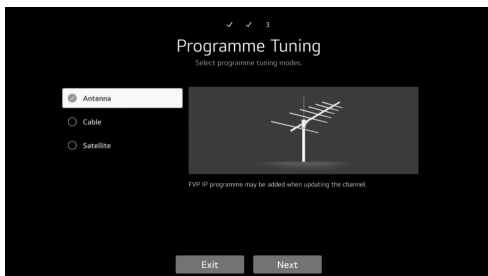 3
Programme Tuning
Select programme tuning modes.
Antenna
Cable
Satellite
FVP IP programme may be added when updating the channel.
Exit
Next